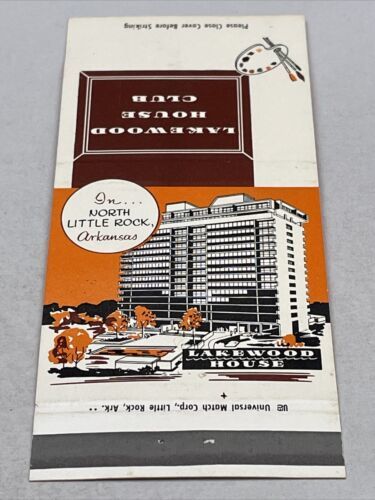 Please Close Cover Before Striking
LAKEWOOD
HOUSE
CLUB
In...
NORTH
LITTLE ROCK,
Arkansas
LAKEWOOD
HOUSE
Universal Match Corp., Little Rock, Ark. **